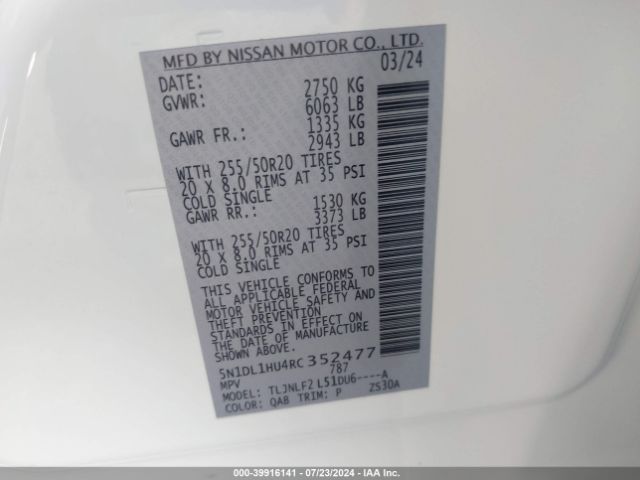 MFD BY NISSAN MOTOR CO., LTD.
DATE: 03/24
GVWR: 2750 KG
6063 LB
GAWR FR.: 1335 KG
2943 LB
WITH 255/50R20 TIRES
20 X 8.0 RIMS AT 35 PSI
COLD SINGLE
GAWR RR.: 1530 KG
3373 LB
WITH 255/50R20 TIRES
20 X 8.0 RIMS AT 35 PSI
COLD SINGLE
THIS VEHICLE CONFORMS TO
ALL APPLICABLE FEDERAL
MOTOR VEHICLE SAFETY AND
THEFT PREVENTION
STANDARDS IN EFFECT ON
THE DATE OF MANUFACTURE
SHOWN ABOVE.
5N1DL1HU4RC352477
MPV 787
MODEL: TLJNLF2 L51DU6----A
COLOR: QAB TRIM: P ZS30A
000-39916141 - 07/23/2024 - IAA Inc.